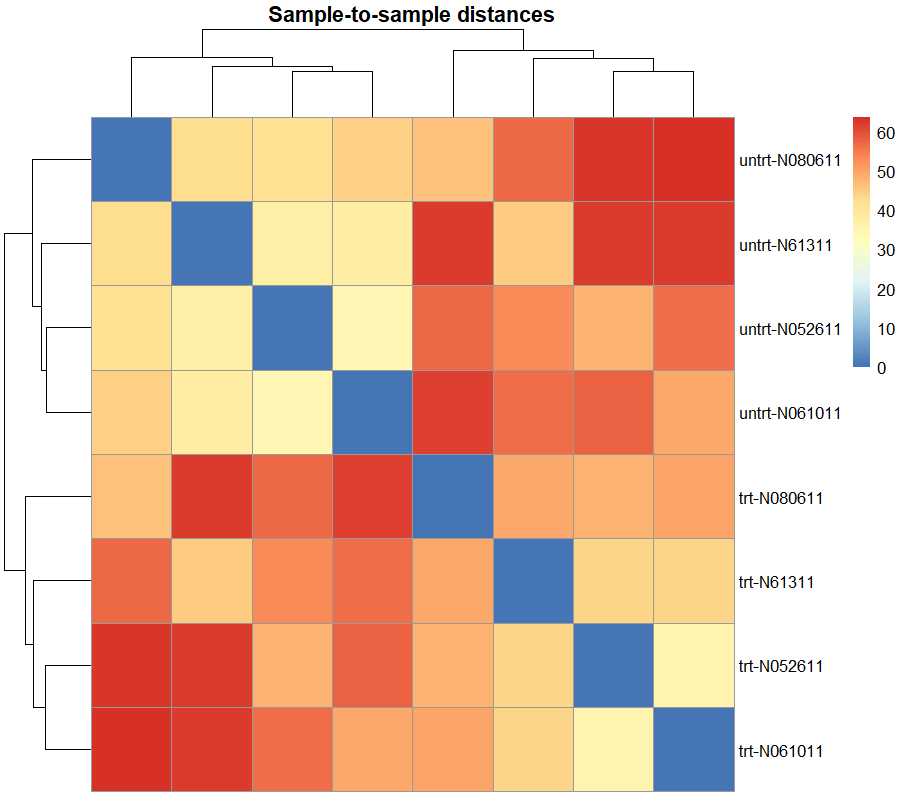 Sample-to-sample distances
untrt-N080611
untrt-N61311
untrt-N052611
untrt-N061011
trt-N080611
trt-N61311
trt-N052611
trt-N061011
60
50
40
30
20
10
0